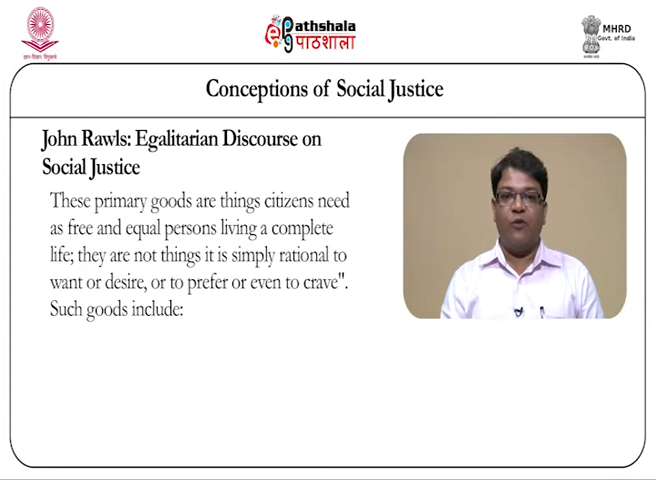 Pathshala
पाठशाला
MHRD
Govt. of India
Conceptions of Social Justice
John Rawls: Egalitarian Discourse on
Social Justice
These primary goods are things citizens need
as free and equal persons living a complete
life; they are not things it is simply rational to
want or desire, or to prefer or even to crave".
Such goods include: